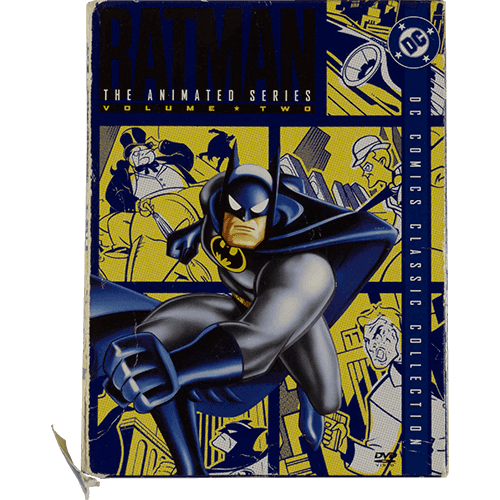 BATMAN
THE ANIMATED SERIES
VOLUME ★ TWO
DC
DC COMICS CLASSIC COLLECTION
DVD